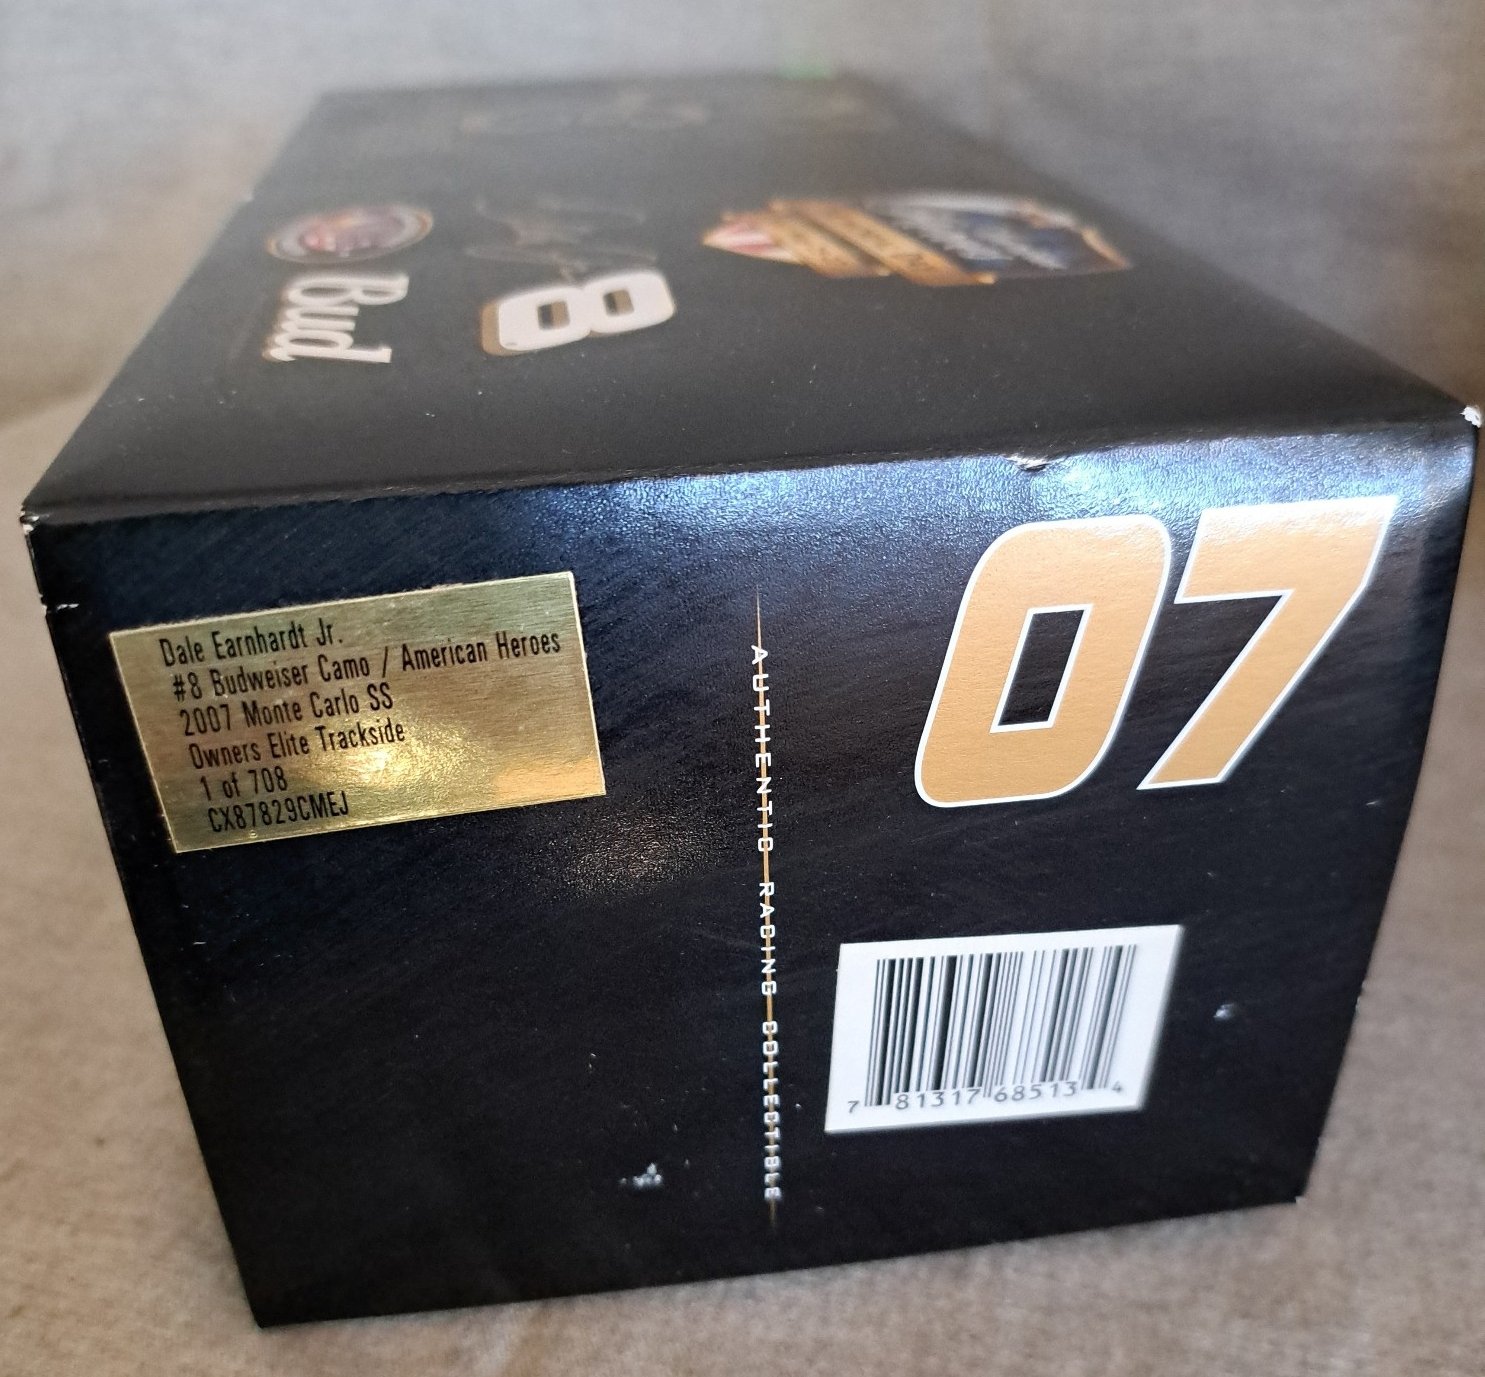 Bud
8
Dale Earnhardt Jr.
#8 Budweiser Camo / American Heroes
2007 Monte Carlo SS
Owners Elite Trackside
1 of 708
CX87829CMEJ
AUTHENTIC RACING COLLECTIBLE
07
7 81317 68513 4